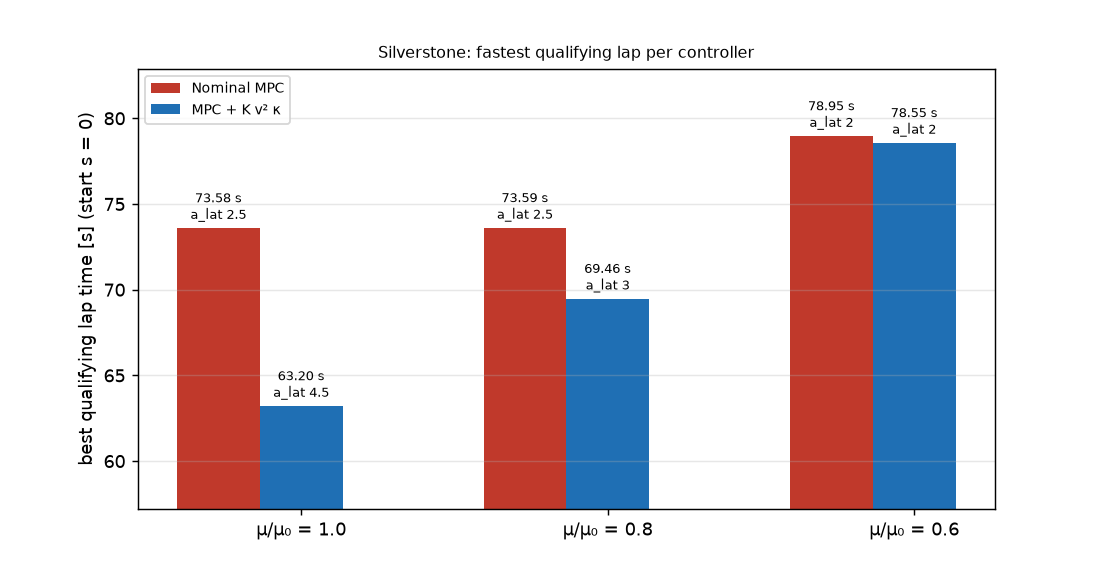 Silverstone: fastest qualifying lap per controller
Nominal MPC
MPC + K v² κ
best qualifying lap time [s] (start s = 0)
80
75
70
65
60
73.58 s
a_lat 2.5
63.20 s
a_lat 4.5
73.59 s
a_lat 2.5
69.46 s
a_lat 3
78.95 s
a_lat 2
78.55 s
a_lat 2
μ/μ₀ = 1.0
μ/μ₀ = 0.8
μ/μ₀ = 0.6